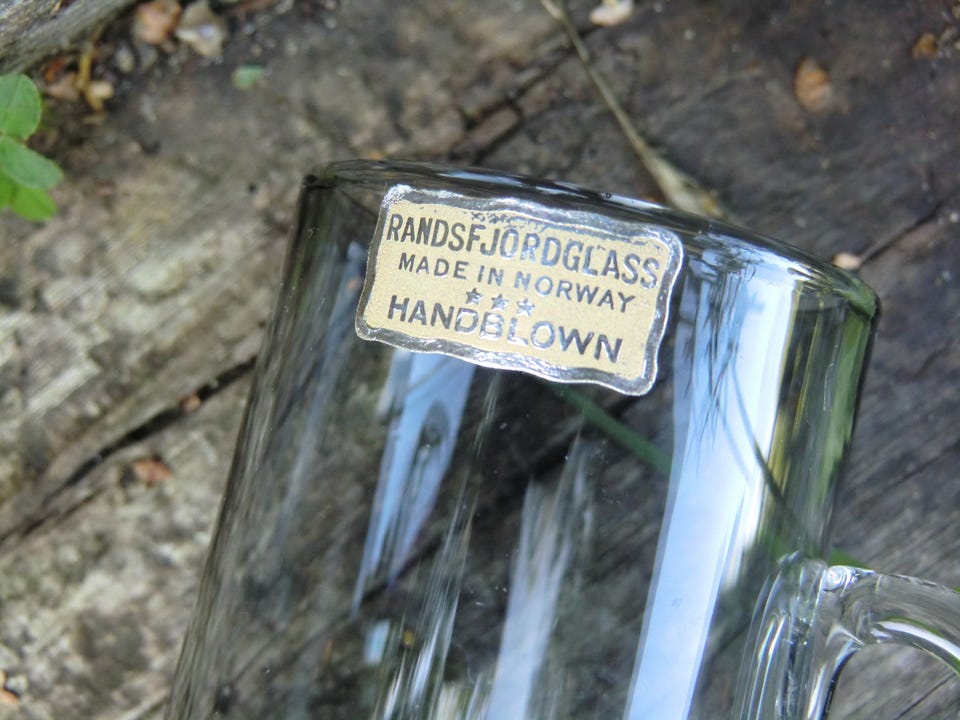 RANDSFJORDGLASS
MADE IN NORWAY
★★★
HANDBLOWN